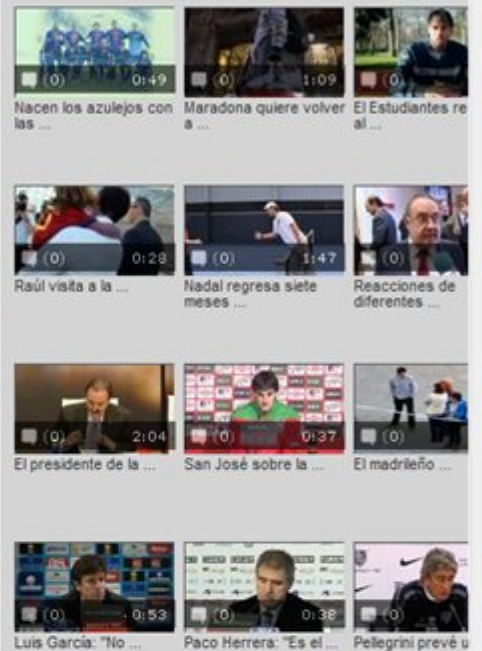 (0) 0:49
(0) 1:09
(0)
Nacen los azulejos con
las ...
Maradona quiere volver
a ...
El Estudiantes re
al ...
(0) 0:28
(0) 1:47
(0)
Raúl visita a la ...
Nadal regresa siete
meses ...
Reacciones de
diferentes ...
(0) 2:04
(0) 0:37
(0)
El presidente de la ...
San José sobre la ...
El madrileño ...
(0) 0:53
(0) 0:38
(0)
Luis García: "No ...
Paco Herrera: "Es el ...
Pellegrini prevé u